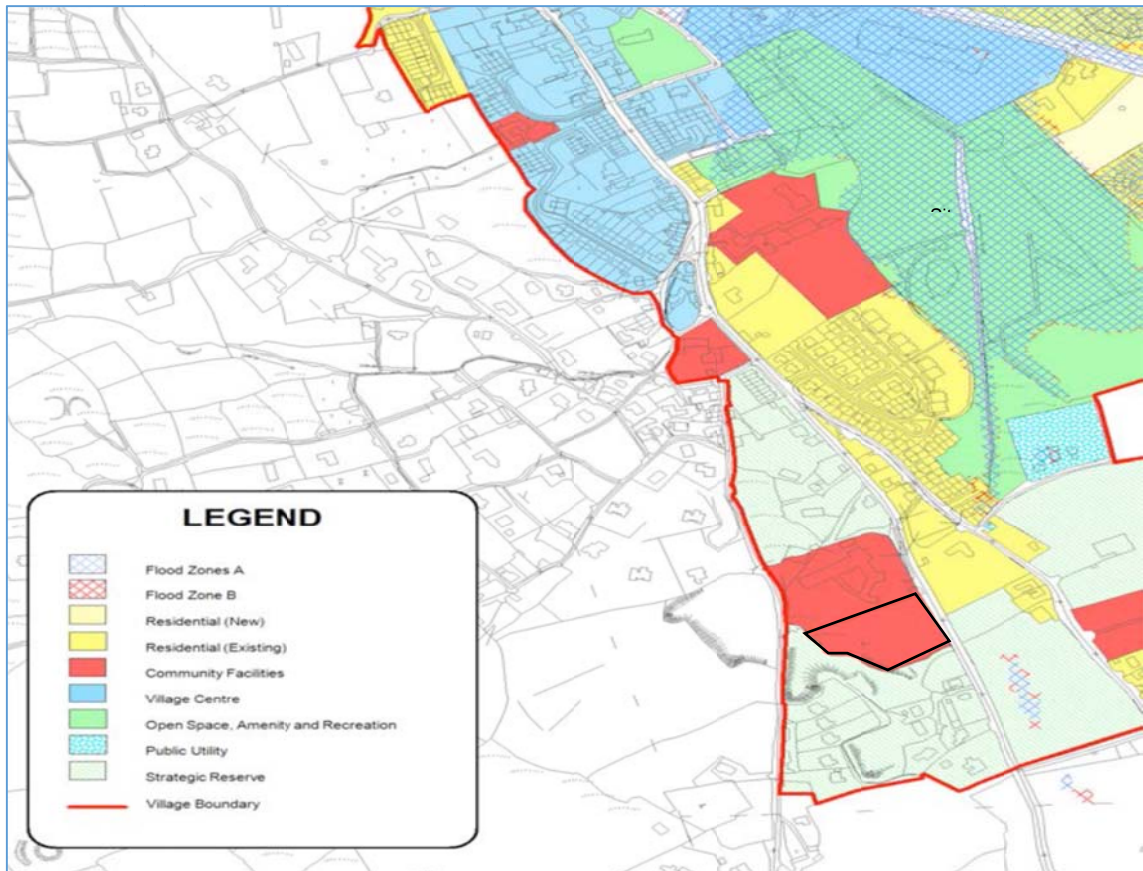 LEGEND
Flood Zones A
Flood Zone B
Residential (New)
Residential (Existing)
Community Facilities
Village Centre
Open Space, Amenity and Recreation
Public Utility
Strategic Reserve
Village Boundary